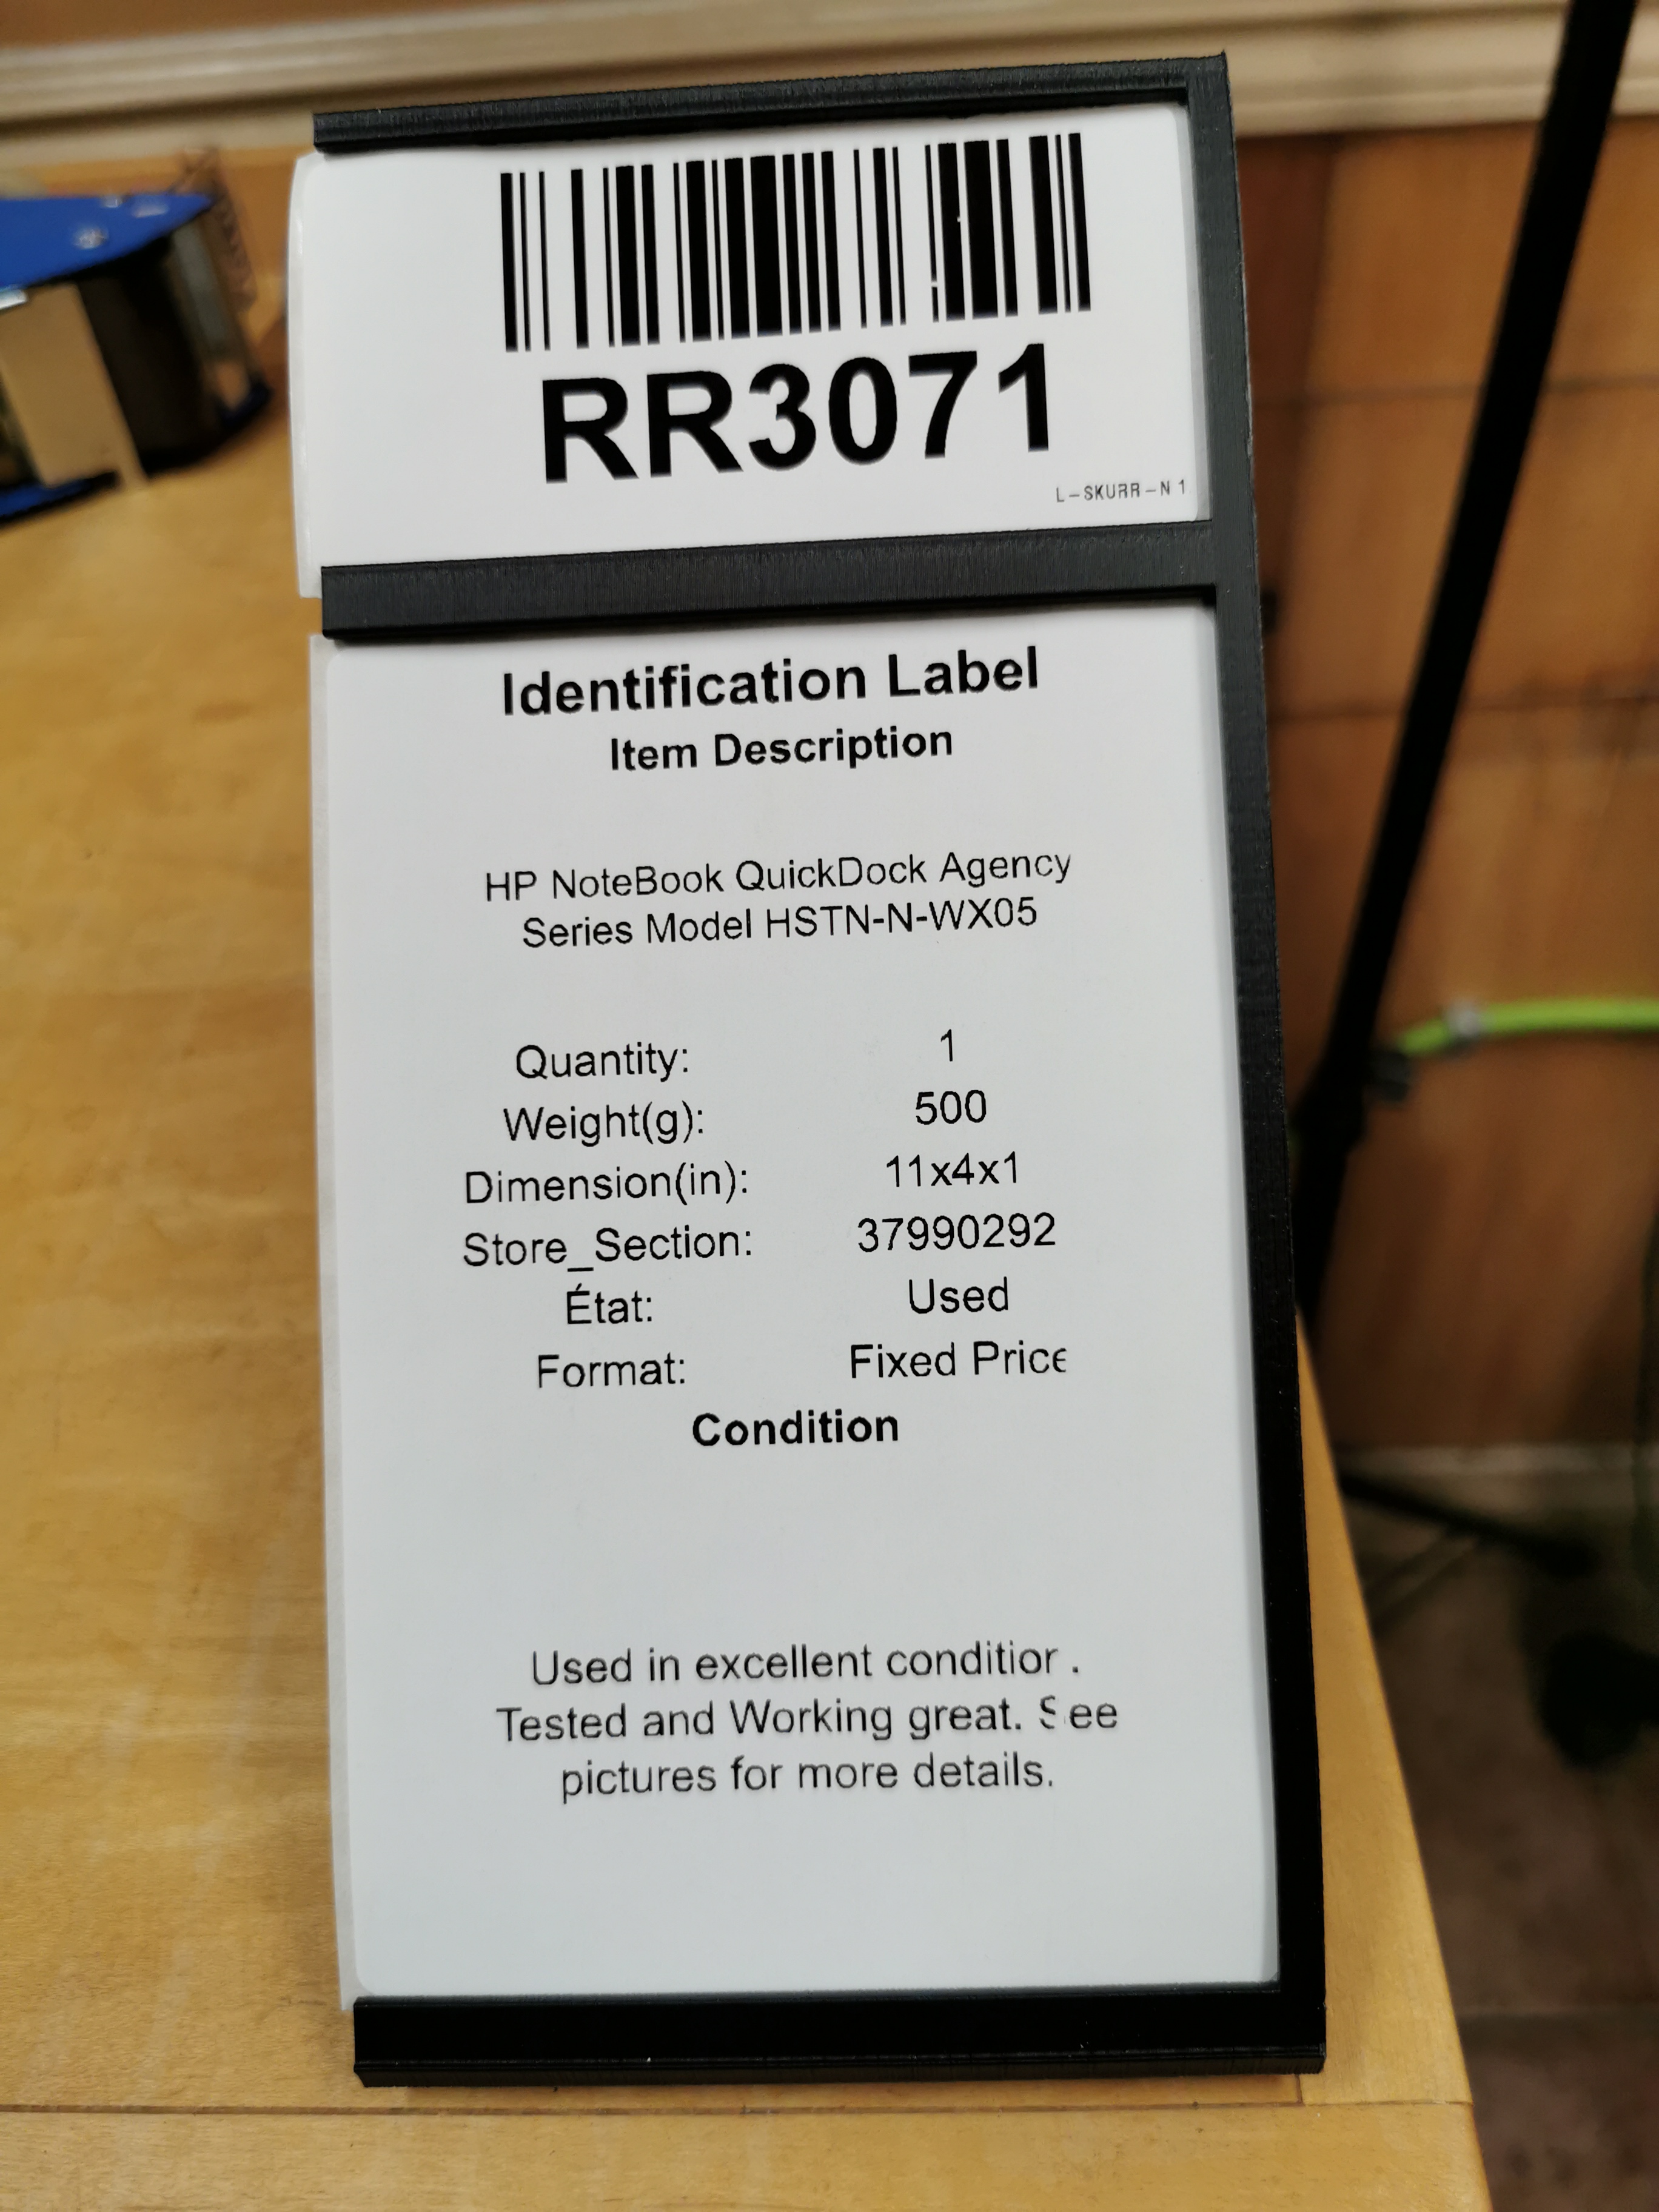 RR3071
L-SKURR-N 1
Identification Label
Item Description
HP NoteBook QuickDock Agency
Series Model HSTN-N-WX05
Quantity: 1
Weight(g): 500
Dimension(in): 11x4x1
Store_Section: 37990292
État: Used
Format: Fixed Price
Condition
Used in excellent condition.
Tested and Working great. See
pictures for more details.